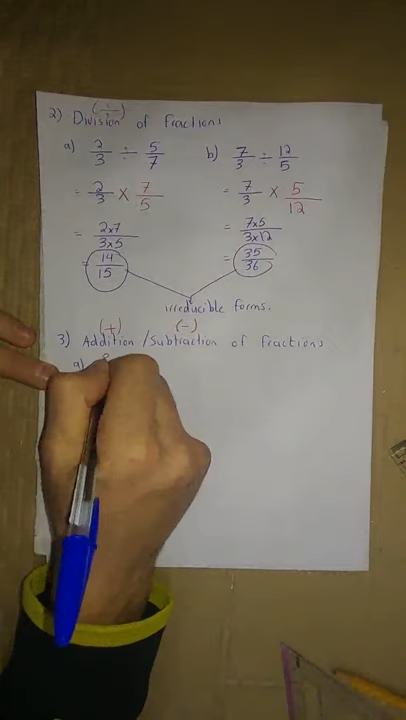 (÷)
2) Division of fractions
a) 2/3 ÷ 5/7
= 2/3 × 7/5
= 2×7/3×5
= 14/15
b) 7/3 ÷ 12/5
= 7/3 × 5/12
= 7×5/3×12
= 35/36
irreducible forms.
(+) (-)
3) Addition /Subtraction of fractions
a)